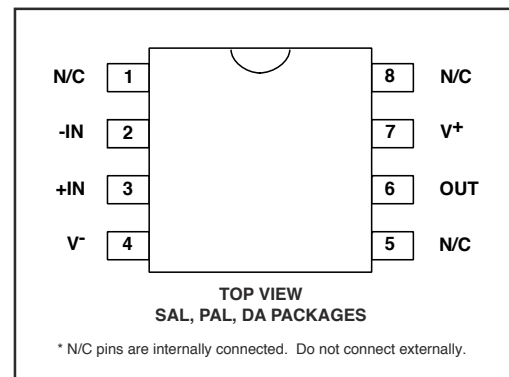 N/C 1 8 N/C
-IN 2 7 V+
+IN 3 6 OUT
V- 4 5 N/C
TOP VIEW
SAL, PAL, DA PACKAGES
* N/C pins are internally connected. Do not connect externally.